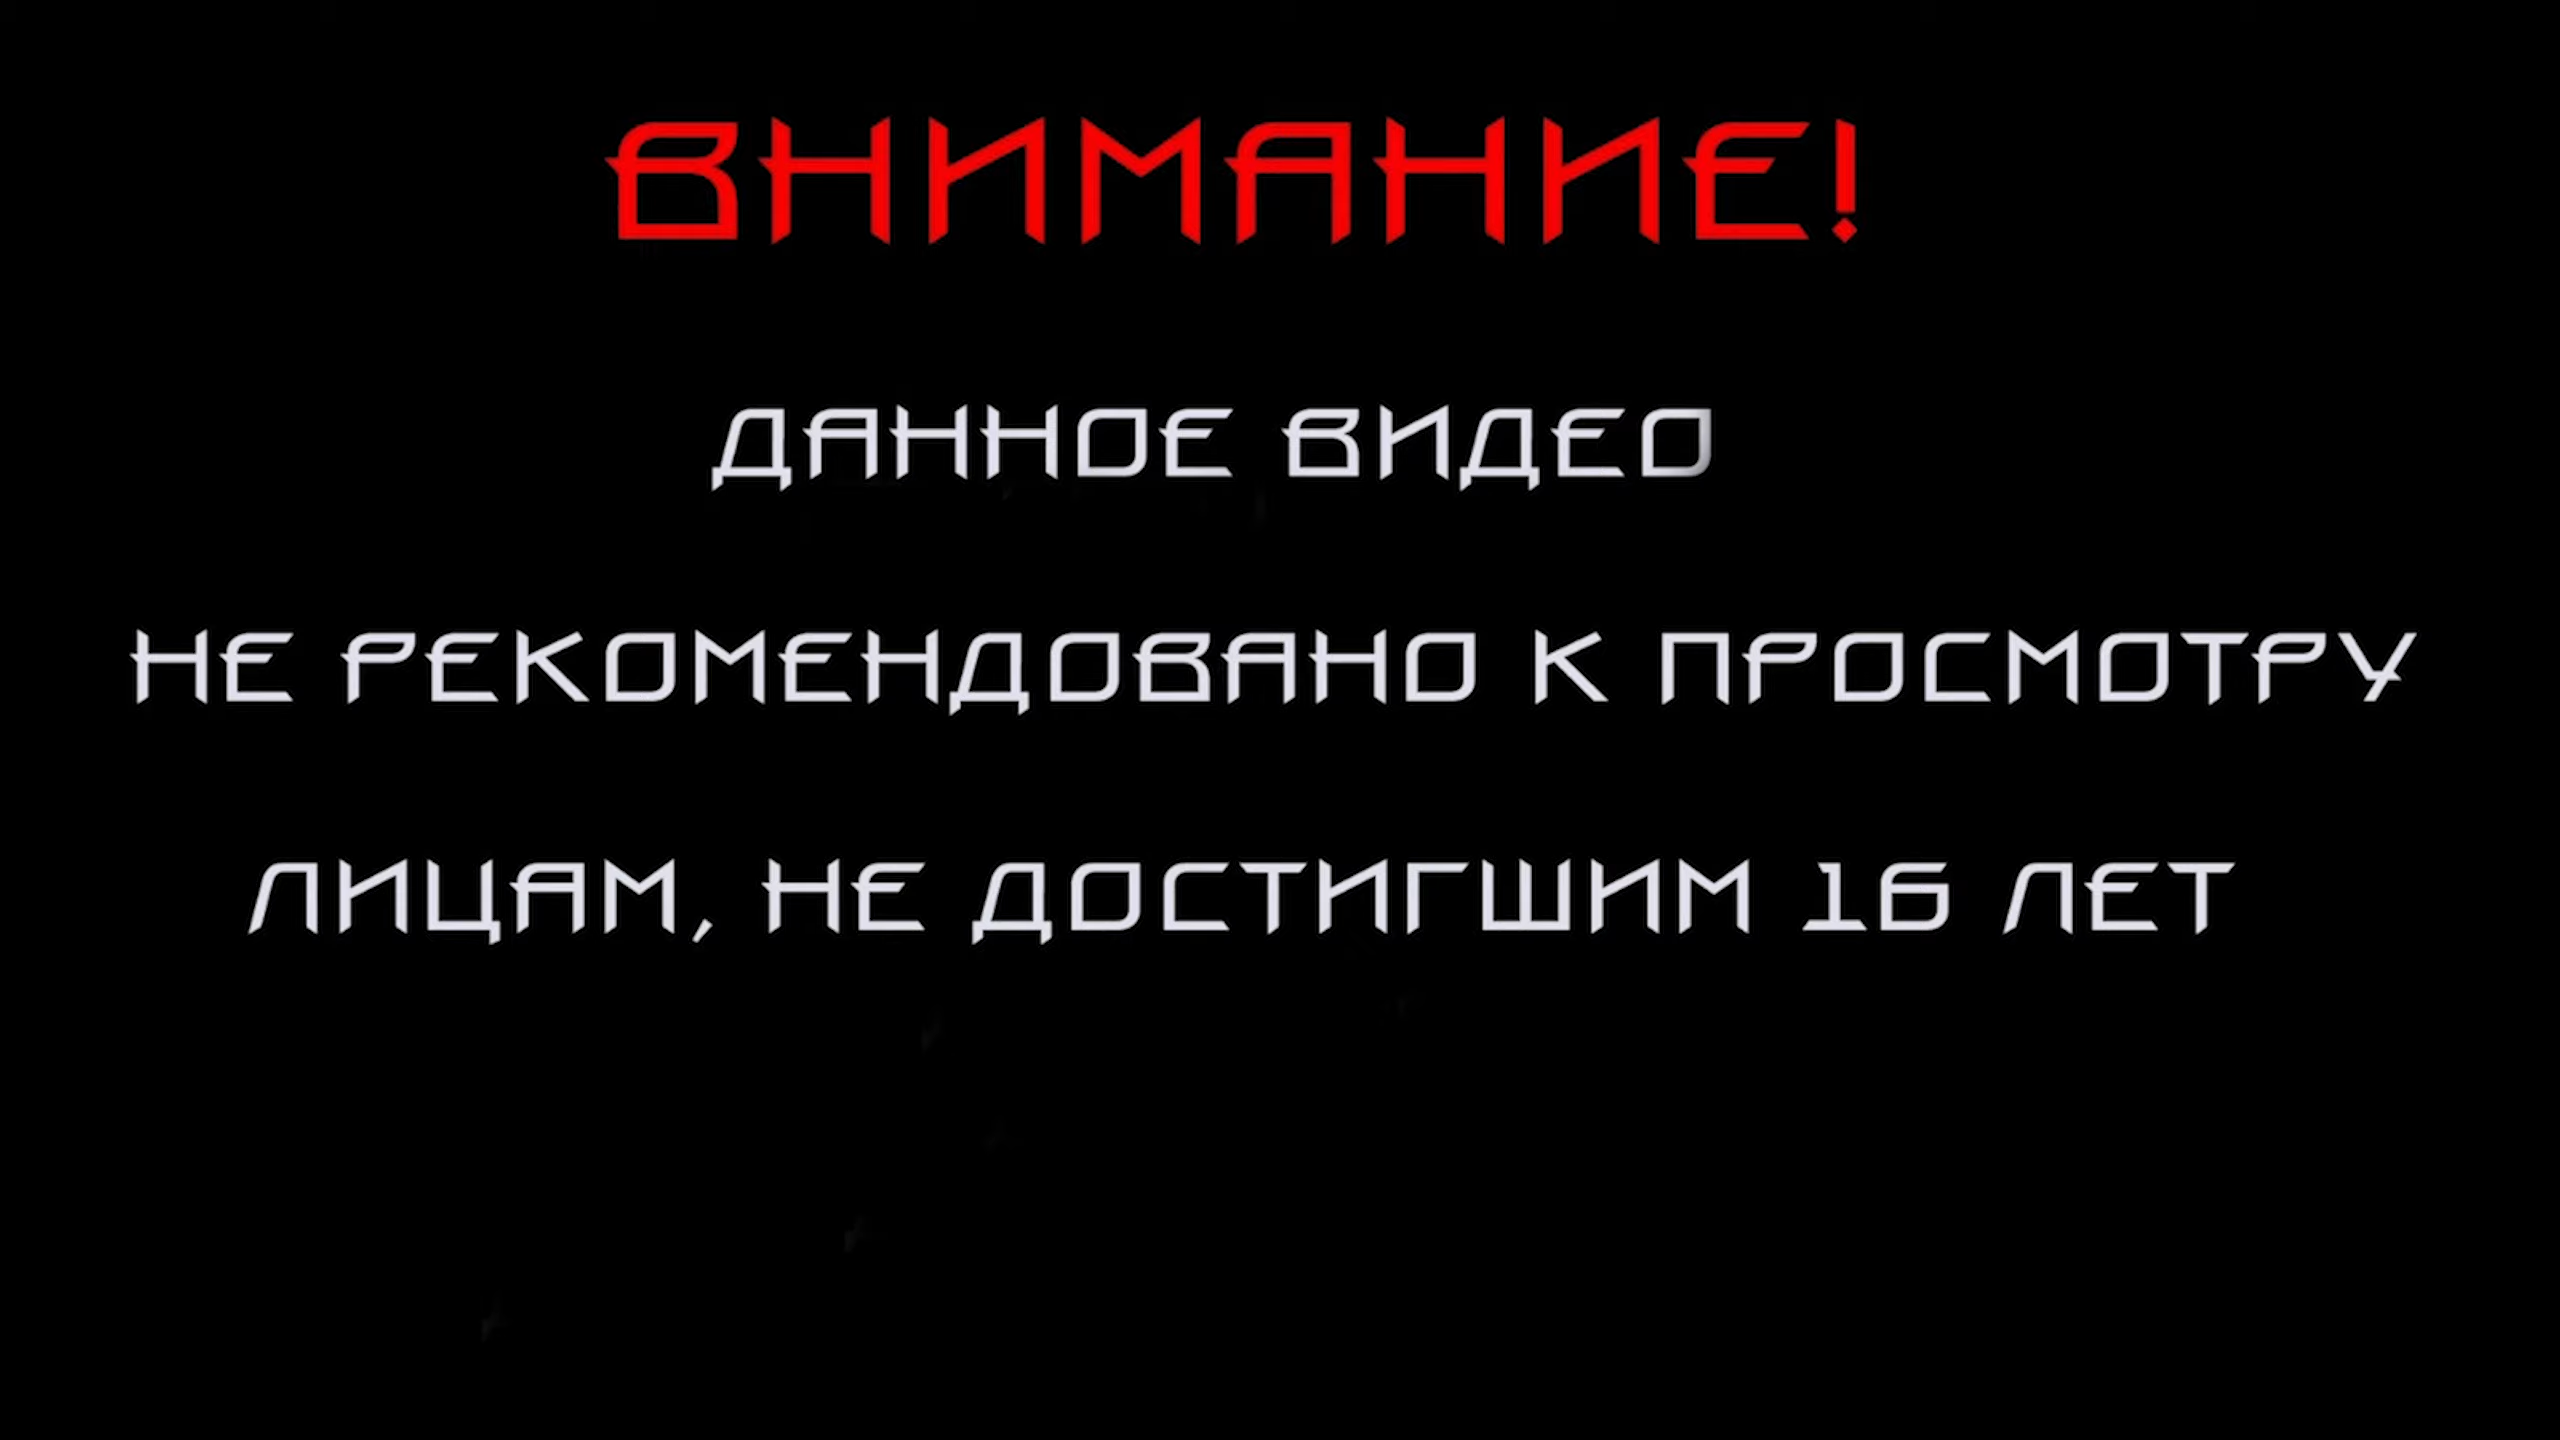 ВНИМАНИЕ!
ДАННОЕ ВИДЕО
НЕ РЕКОМЕНДОВАНО К ПРОСМОТРУ
ЛИЦАМ, НЕ ДОСТИГШИМ 16 ЛЕТ